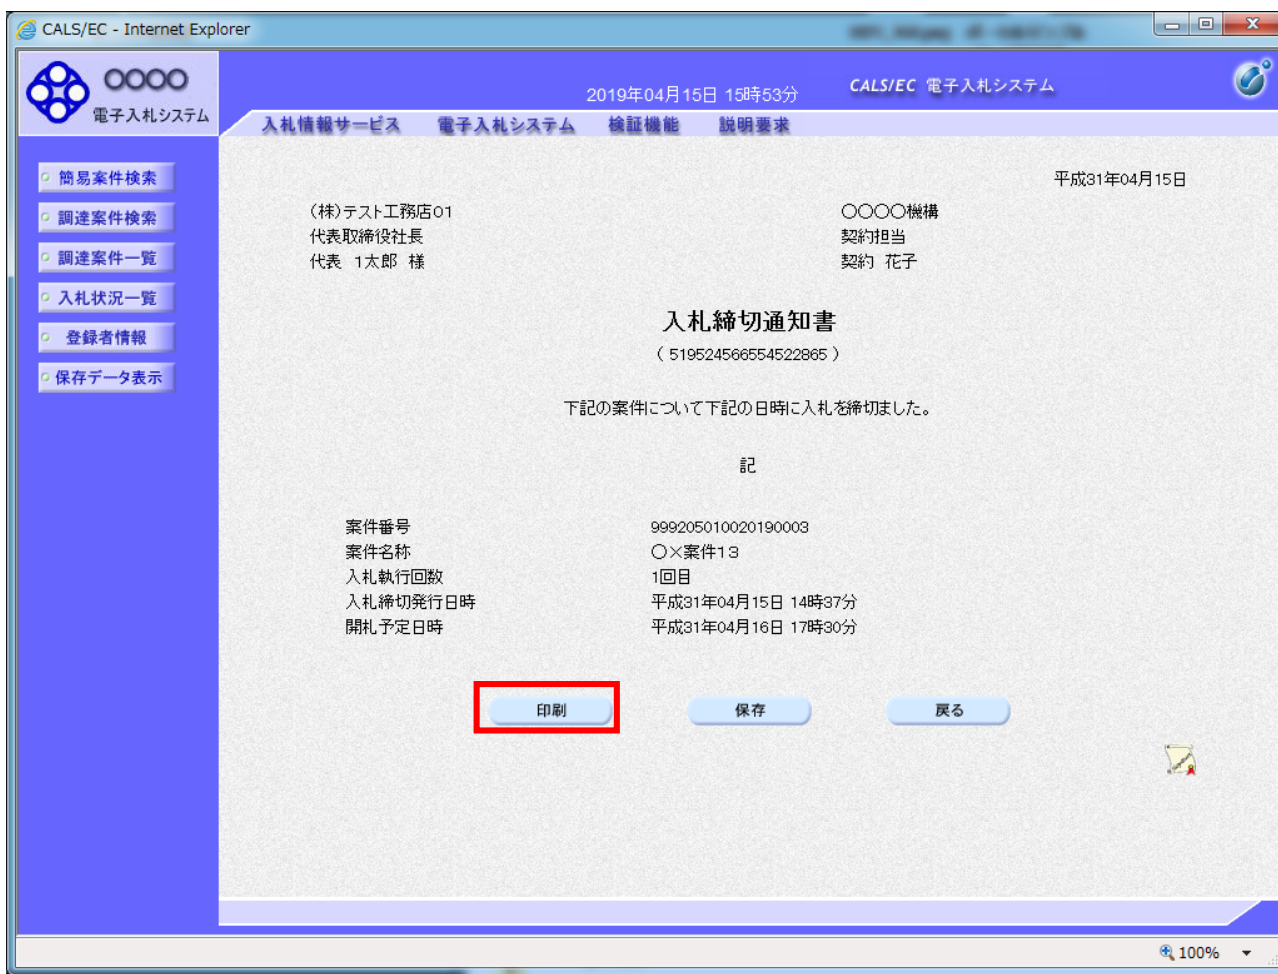 CALS/EC - Internet Explorer
OOOO
電子入札システム
2019年04月15日 15時53分
CALS/EC 電子入札システム
入札情報サービス 電子入札システム 検証機能 説明要求
簡易案件検索
調達案件検索
調達案件一覧
入札状況一覧
登録者情報
保存データ表示
平成31年04月15日
(株)テスト工務店01
代表取締役社長
代表 1太郎 様
〇〇〇〇機構
契約担当
契約 花子
入札締切通知書
( 519524566554522865 )
下記の案件について下記の日時に入札を締切ました。
記
案件番号 999205010020190003
案件名称 〇×案件13
入札執行回数 1回目
入札締切発行日時 平成31年04月15日 14時37分
開札予定日時 平成31年04月16日 17時30分
印刷 保存 戻る
100%